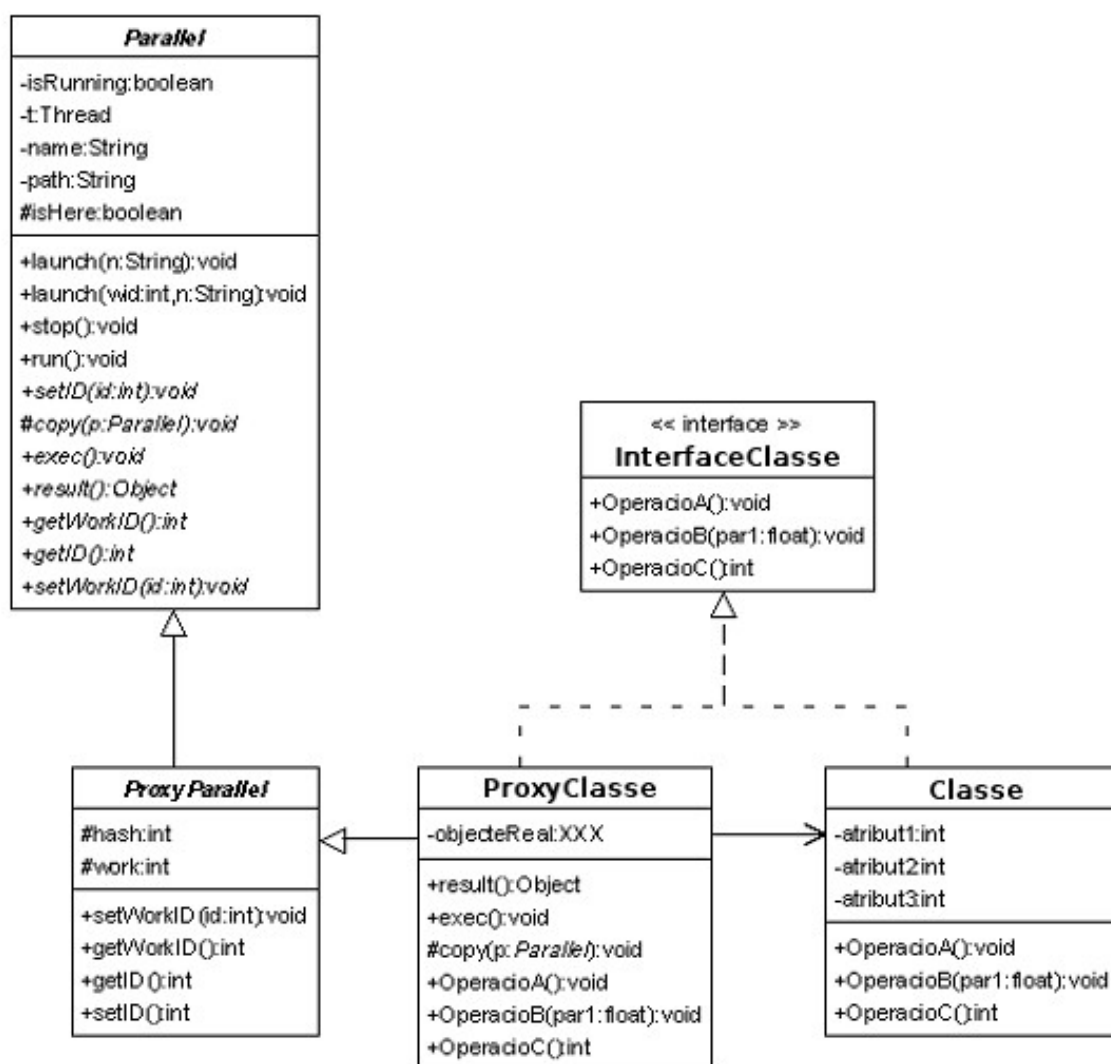 Parallel
-isRunning:boolean
-t:Thread
-name:String
-path:String
#isHere:boolean
+launch(n:String):void
+launch(wid:int,n:String):void
+stop():void
+run():void
+setID(id:int):void
#copy(p:Parallel):void
+exec():void
+result():Object
+getWorkID():int
+getID():int
+setWorkID(id:int):void
<< interface >>
InterfaceClasse
+OperacioA():void
+OperacioB(par1:float):void
+OperacioC():int
ProxyParallel
#hash:int
#work:int
+setWorkID(id:int):void
+getWorkID():int
+getID():int
+setID():int
ProxyClasse
-objecteReal:XXX
+result():Object
+exec():void
#copy(p:Parallel):void
+OperacioA():void
+OperacioB(par1:float):void
+OperacioC():int
Classe
-atribut1:int
-atribut2:int
-atribut3:int
+OperacioA():void
+OperacioB(par1:float):void
+OperacioC():int